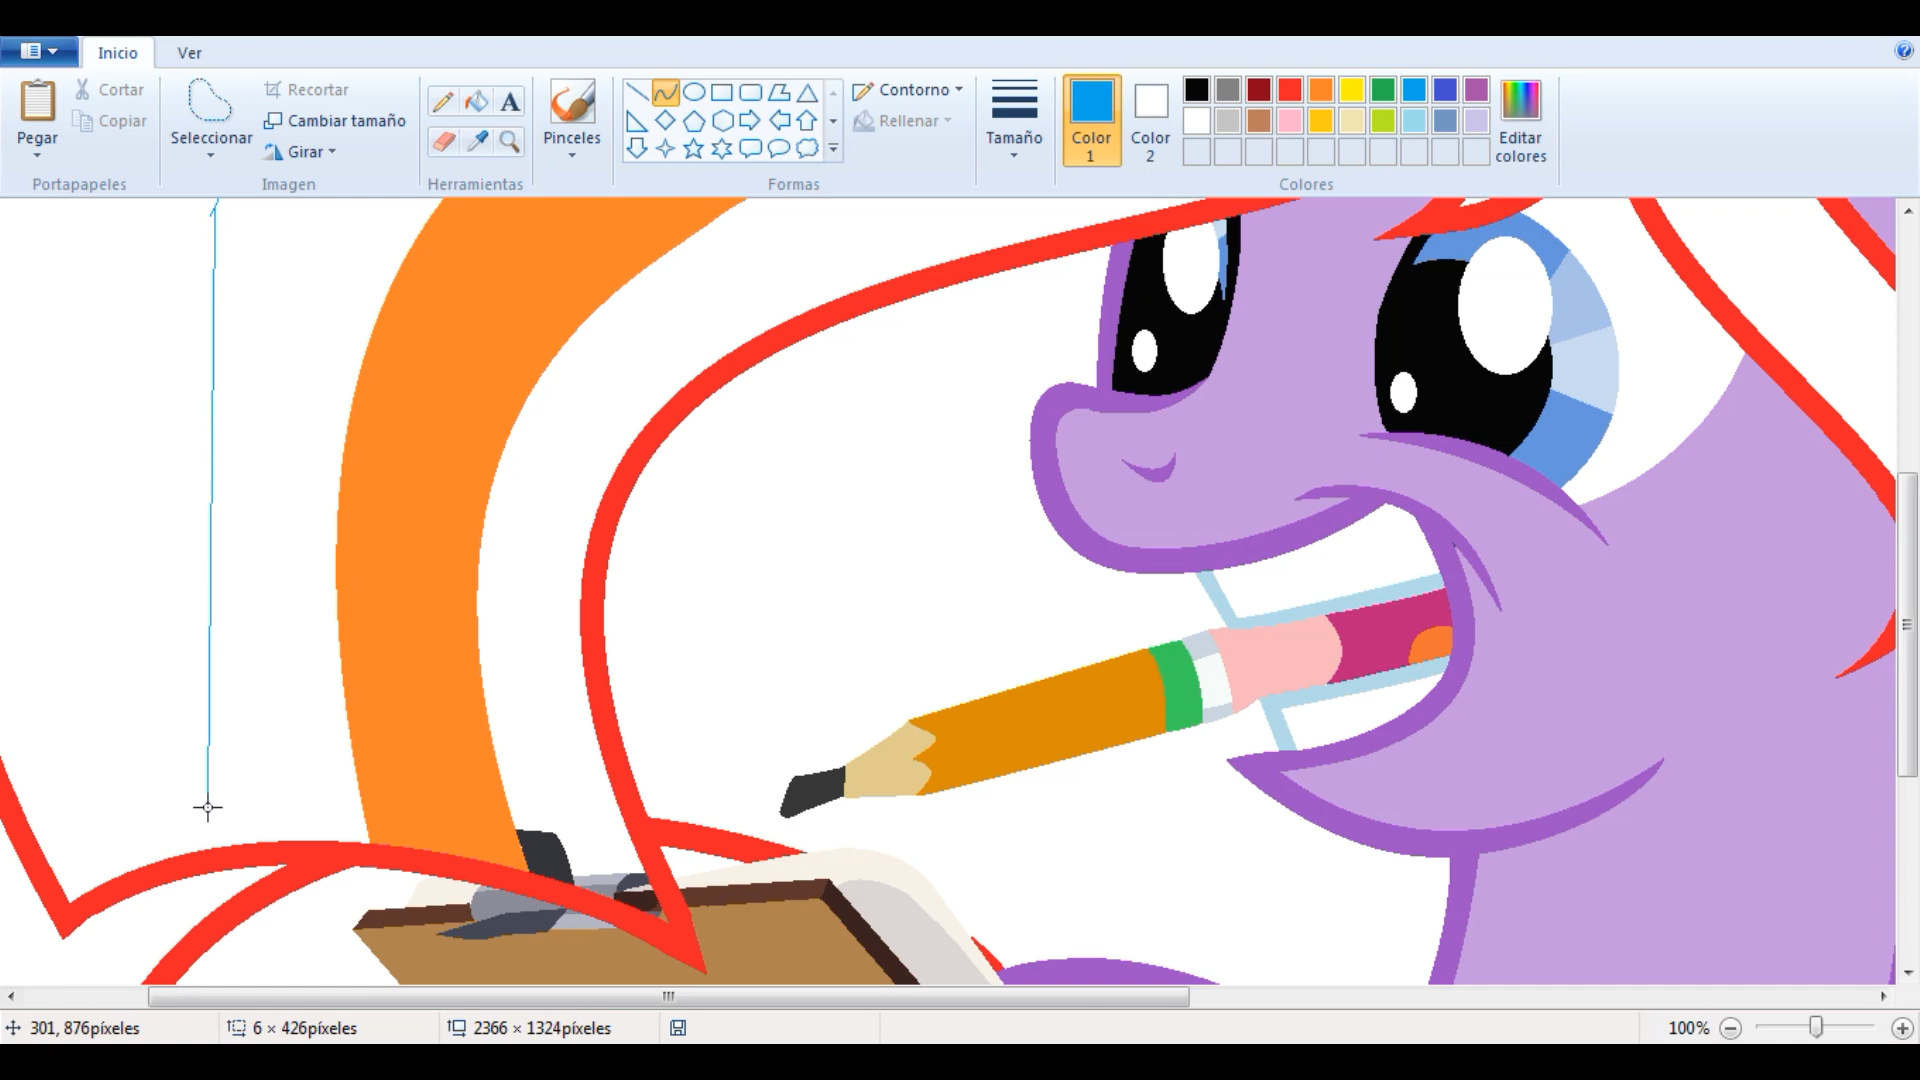 Inicio Ver
Pegar
Cortar
Copiar
Portapapeles
Seleccionar
Recortar
Cambiar tamaño
Girar
Imagen
A
Herramientas
Pinceles
Contorno
Rellenar
Formas
Tamaño
Color
1
Color
2
Editar
colores
Colores
301, 876píxeles
6 × 426píxeles
2366 × 1324píxeles
100%